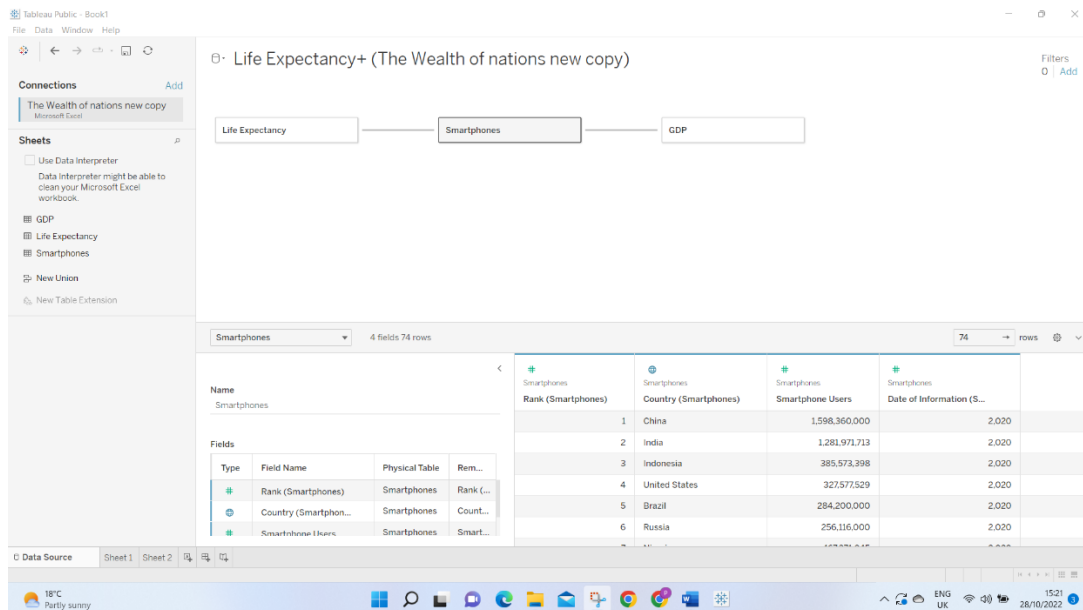 Tableau Public - Book1
File Data Window Help
Connections Add
The Wealth of nations new copy
Microsoft Excel
Sheets
Use Data Interpreter
Data Interpreter might be able to
clean your Microsoft Excel
workbook.
GDP
Life Expectancy
Smartphones
New Union
New Table Extension
Life Expectancy+ (The Wealth of nations new copy)
Filters
0 Add
Life Expectancy Smartphones GDP
Smartphones 4 fields 74 rows 74 → rows
Name
Smartphones
Fields
Type Field Name Physical Table Rem...
# Rank (Smartphones) Smartphones Rank (...
Country (Smartphon... Smartphones Count...
# Smartphone Users Smartphones Smart...
# # #
Smartphones Smartphones Smartphones Smartphones
Rank (Smartphones) Country (Smartphones) Smartphone Users Date of Information (S...
1 China 1,598,360,000 2,020
2 India 1,281,971,713 2,020
3 Indonesia 385,573,398 2,020
4 United States 327,577,529 2,020
5 Brazil 284,200,000 2,020
6 Russia 256,116,000 2,020
Data Source Sheet 1 Sheet 2
18°C
Partly sunny
ENG
UK
15:21
28/10/2022
3